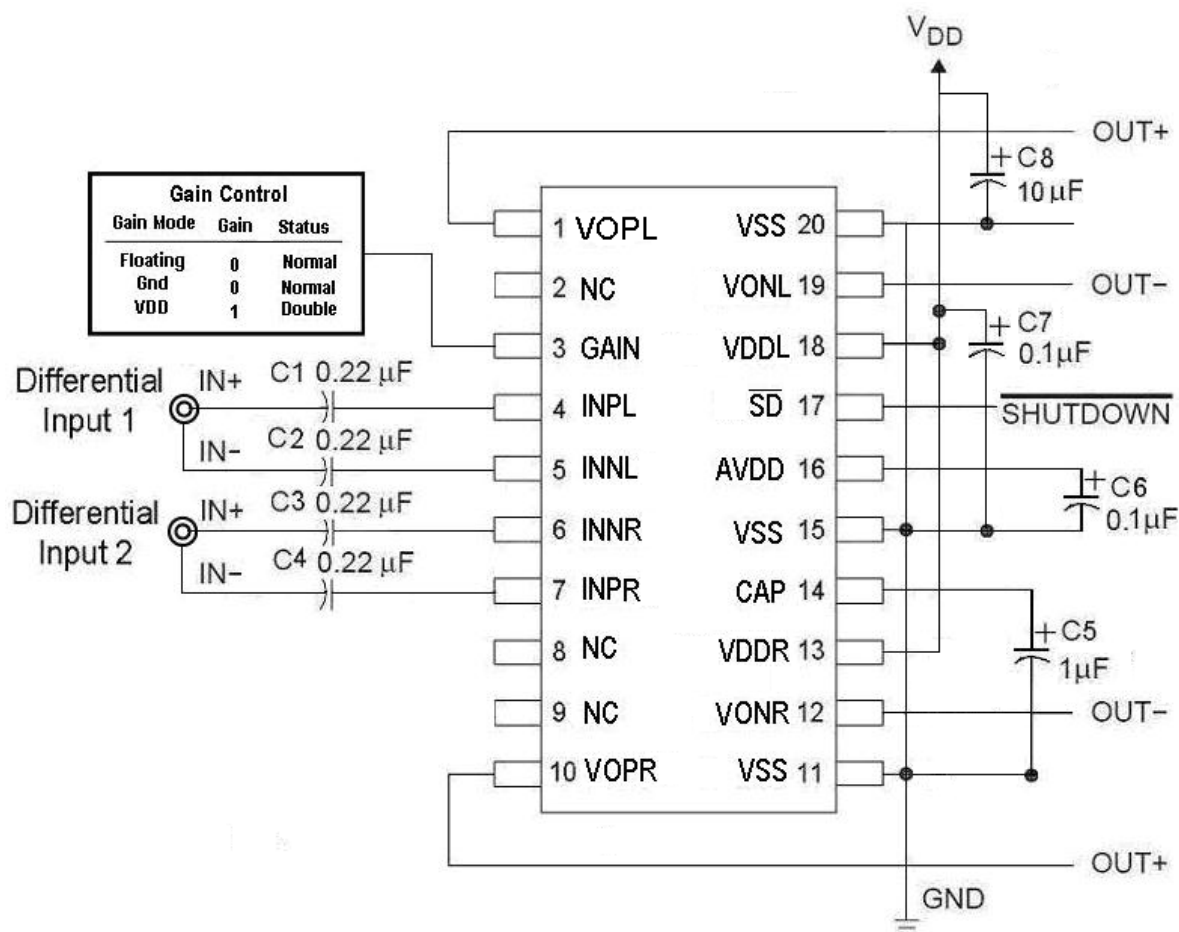 VDD
OUT+
+ C8
10 µF
Gain Control
Gain Mode Gain Status
Floating 0 Normal
Gnd 0 Normal
VDD 1 Double
1 VOPL
VSS 20
2 NC
VONL 19
OUT−
3 GAIN
VDDL 18
+ C7
0.1µF
Differential
Input 1
IN+
C1 0.22 µF
4 INPL
SD 17
SHUTDOWN
IN−
C2 0.22 µF
5 INNL
AVDD 16
+ C6
0.1µF
Differential
Input 2
IN+
C3 0.22 µF
6 INNR
VSS 15
IN−
C4 0.22 µF
7 INPR
CAP 14
8 NC
VDDR 13
+ C5
1µF
9 NC
VONR 12
OUT−
10 VOPR
VSS 11
OUT+
GND